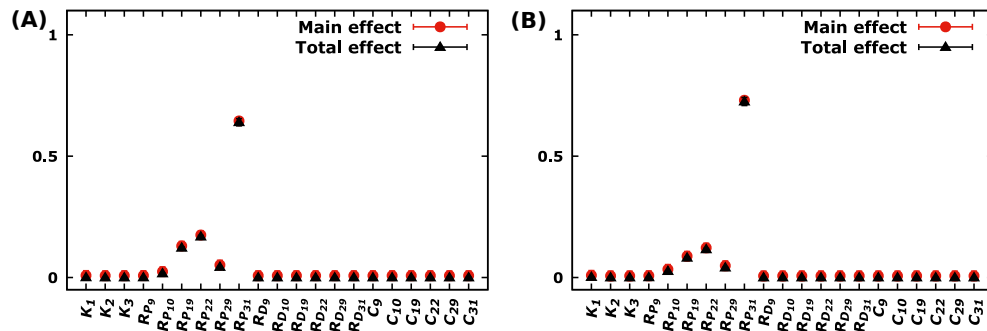 (A)
Main effect
Total effect
1
0.5
0
K1 K2 K3 RP9 RP10 RP19 RP22 RP29 RP31 RD9 RD10 RD19 RD22 RD29 RD31 C9 C10 C19 C22 C29 C31
(B)
Main effect
Total effect
1
0.5
0
K1 K2 K3 RP9 RP10 RP19 RP22 RP29 RP31 RD9 RD10 RD19 RD22 RD29 RD31 C9 C10 C19 C22 C29 C31